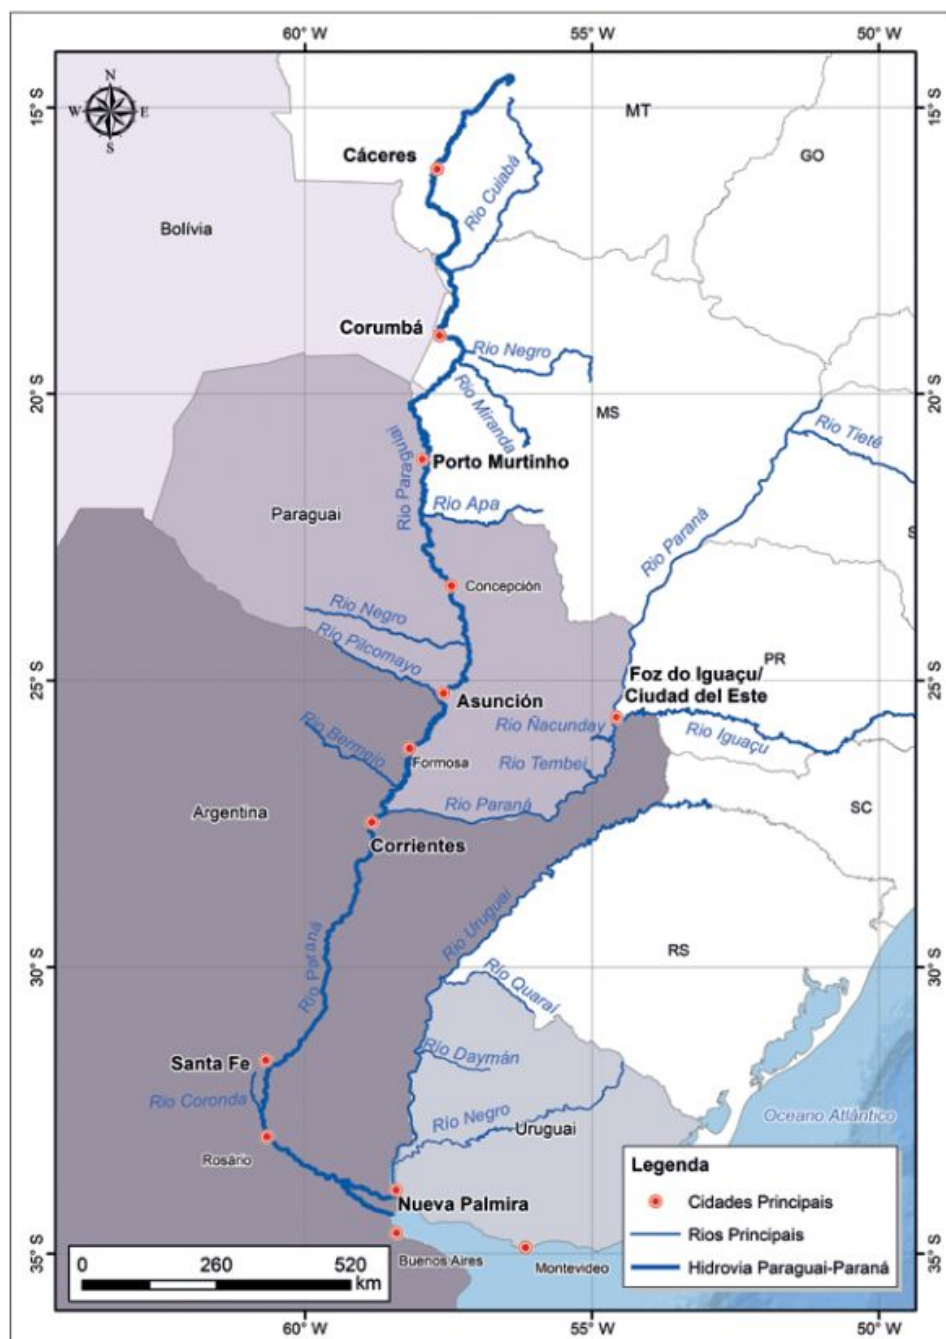 60° W
55° W
50° W
N
W
E
S
15° S
15° S
MT
Cáceres
GO
Rio Cuiabá
Bolívia
Corumbá
Rio Negro
20° S
20° S
Rio Miranda
MS
Rio Tietê
Rio Paraguai
Porto Murtinho
Rio Apa
Paraguai
Rio Paraná
S
Concepción
Rio Negro
Rio Pilcomayo
25° S
25° S
PR
Foz do Iguaçu/
Ciudad del Este
Asunción
Rio Ñacunday
Rio Iguaçu
Rio Bermejo
Formosa
Rio Tembei
Rio Paraná
SC
Argentina
Corrientes
Rio Uruguai
RS
Rio Paraná
30° S
30° S
Rio Quaraí
Santa Fe
Rio Daymán
Rio Coronda
Rio Negro
Uruguai
Oceano Atlântico
Rosário
Nueva Palmira
Buenos Aires
Montevideo
35° S
35° S
Legenda
Cidades Principais
Rios Principais
Hidrovia Paraguai-Paraná
0 260 520
km
60° W
55° W
50° W